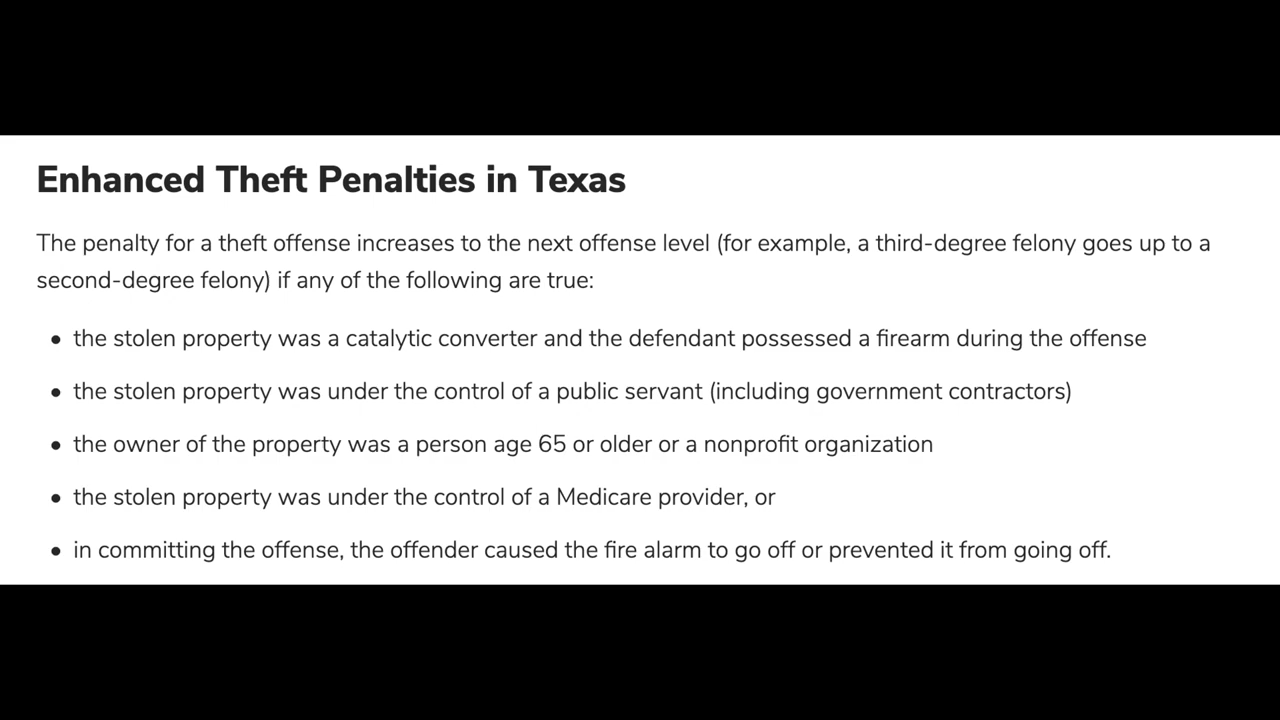 Enhanced Theft Penalties in Texas
The penalty for a theft offense increases to the next offense level (for example, a third-degree felony goes up to a
second-degree felony) if any of the following are true:
• the stolen property was a catalytic converter and the defendant possessed a firearm during the offense
• the stolen property was under the control of a public servant (including government contractors)
• the owner of the property was a person age 65 or older or a nonprofit organization
• the stolen property was under the control of a Medicare provider, or
• in committing the offense, the offender caused the fire alarm to go off or prevented it from going off.